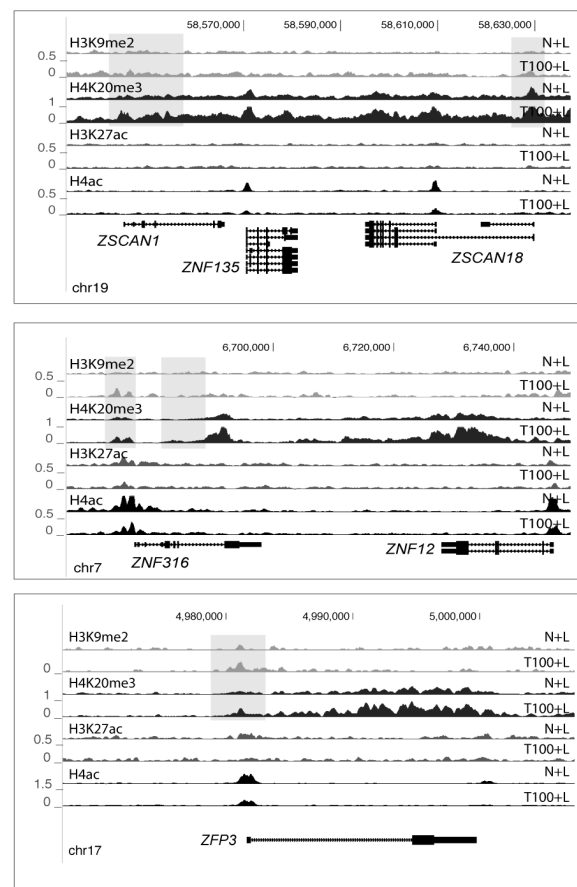 58,570,000 58,590,000 58,610,000 58,630,000
H3K9me2 N+L
0.5
0 T100+L
H4K20me3 N+L
1
0 T100+L
H3K27ac N+L
0.5
0 T100+L
H4ac N+L
0.5
0 T100+L
ZSCAN1
ZNF135 ZSCAN18
chr19
6,700,000 6,720,000 6,740,000
H3K9me2 N+L
0.5
0 T100+L
H4K20me3 N+L
1
0 T100+L
H3K27ac N+L
0.5
0 T100+L
H4ac N+L
0.5
0 T100+L
ZNF316 ZNF12
chr7
4,980,000 4,990,000 5,000,000
H3K9me2 N+L
0 T100+L
H4K20me3 N+L
1
0 T100+L
H3K27ac N+L
0.5
0 T100+L
H4ac N+L
1.5
0 T100+L
ZFP3
chr17